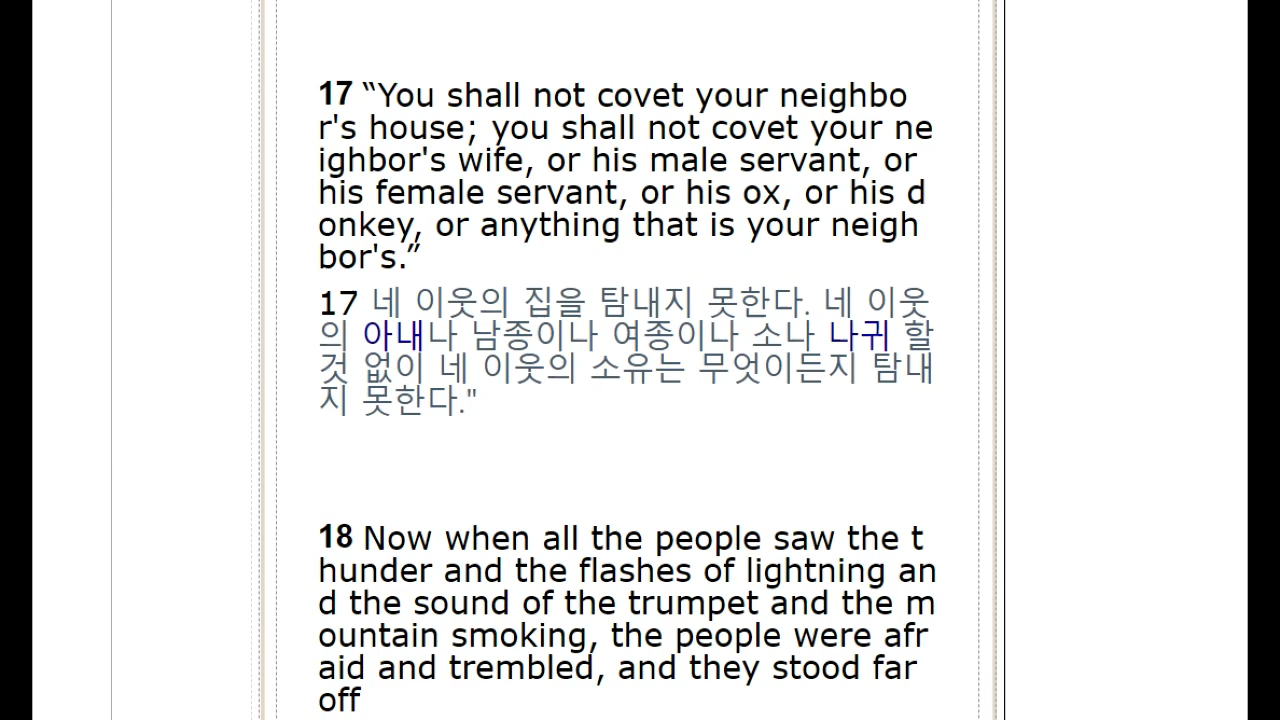 17 “You shall not covet your neighbo
r's house; you shall not covet your ne
ighbor's wife, or his male servant, or
his female servant, or his ox, or his d
onkey, or anything that is your neigh
bor's.”
17 네 이웃의 집을 탐내지 못한다. 네 이웃
의 아내나 남종이나 여종이나 소나 나귀 할
것 없이 네 이웃의 소유는 무엇이든지 탐내
지 못한다."
18 Now when all the people saw the t
hunder and the flashes of lightning an
d the sound of the trumpet and the m
ountain smoking, the people were afr
aid and trembled, and they stood far
off